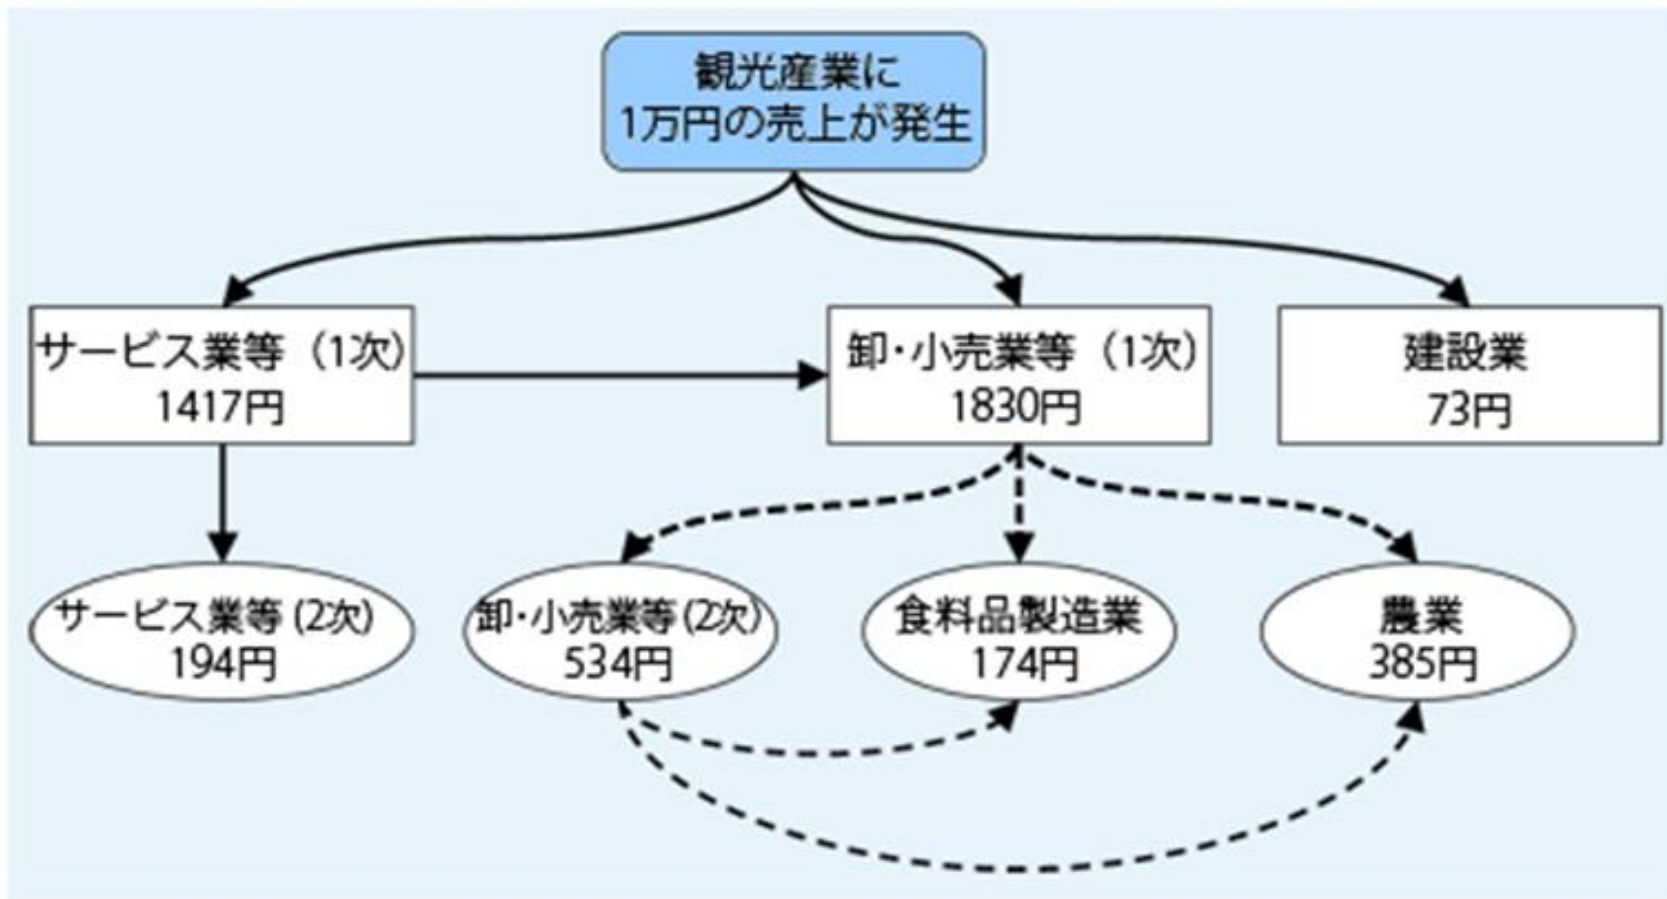 観光産業に
1万円の売上が発生
サービス業等（1次）
1417円
卸・小売業等（1次）
1830円
建設業
73円
サービス業等(2次)
194円
卸・小売業等(2次)
534円
食料品製造業
174円
農業
385円